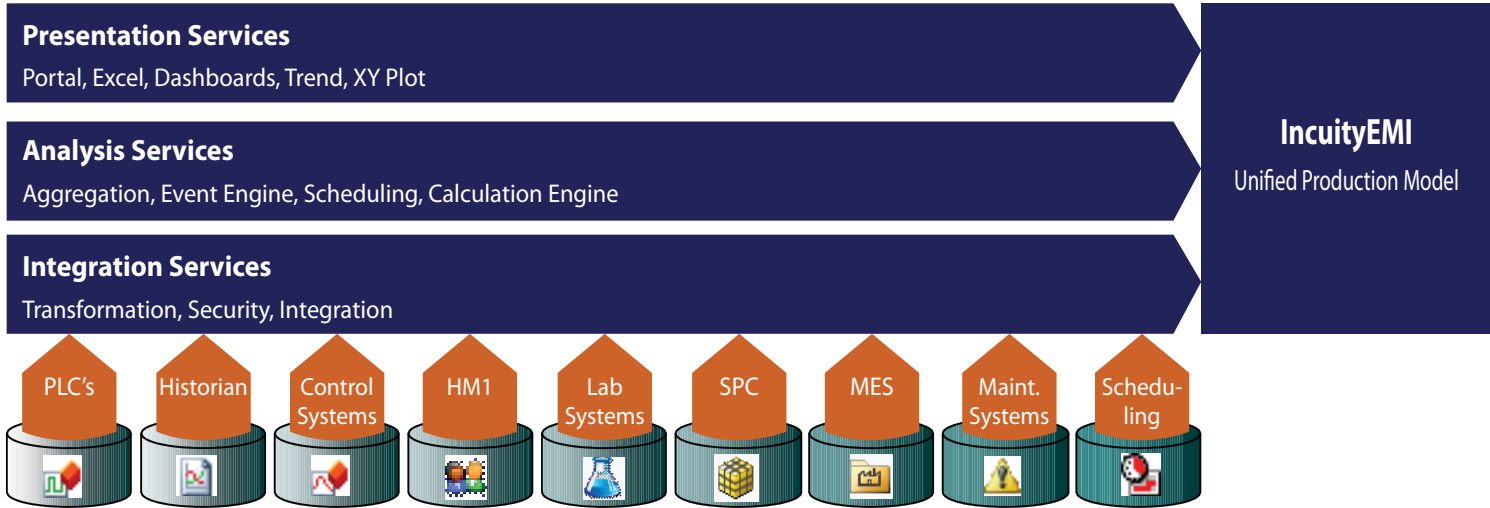 Presentation Services
Portal, Excel, Dashboards, Trend, XY Plot
Analysis Services
Aggregation, Event Engine, Scheduling, Calculation Engine
Integration Services
Transformation, Security, Integration
IncuityEMI
Unified Production Model
PLC's
Historian
Control
Systems
HM1
Lab
Systems
SPC
MES
Maint.
Systems
Schedu-
ling